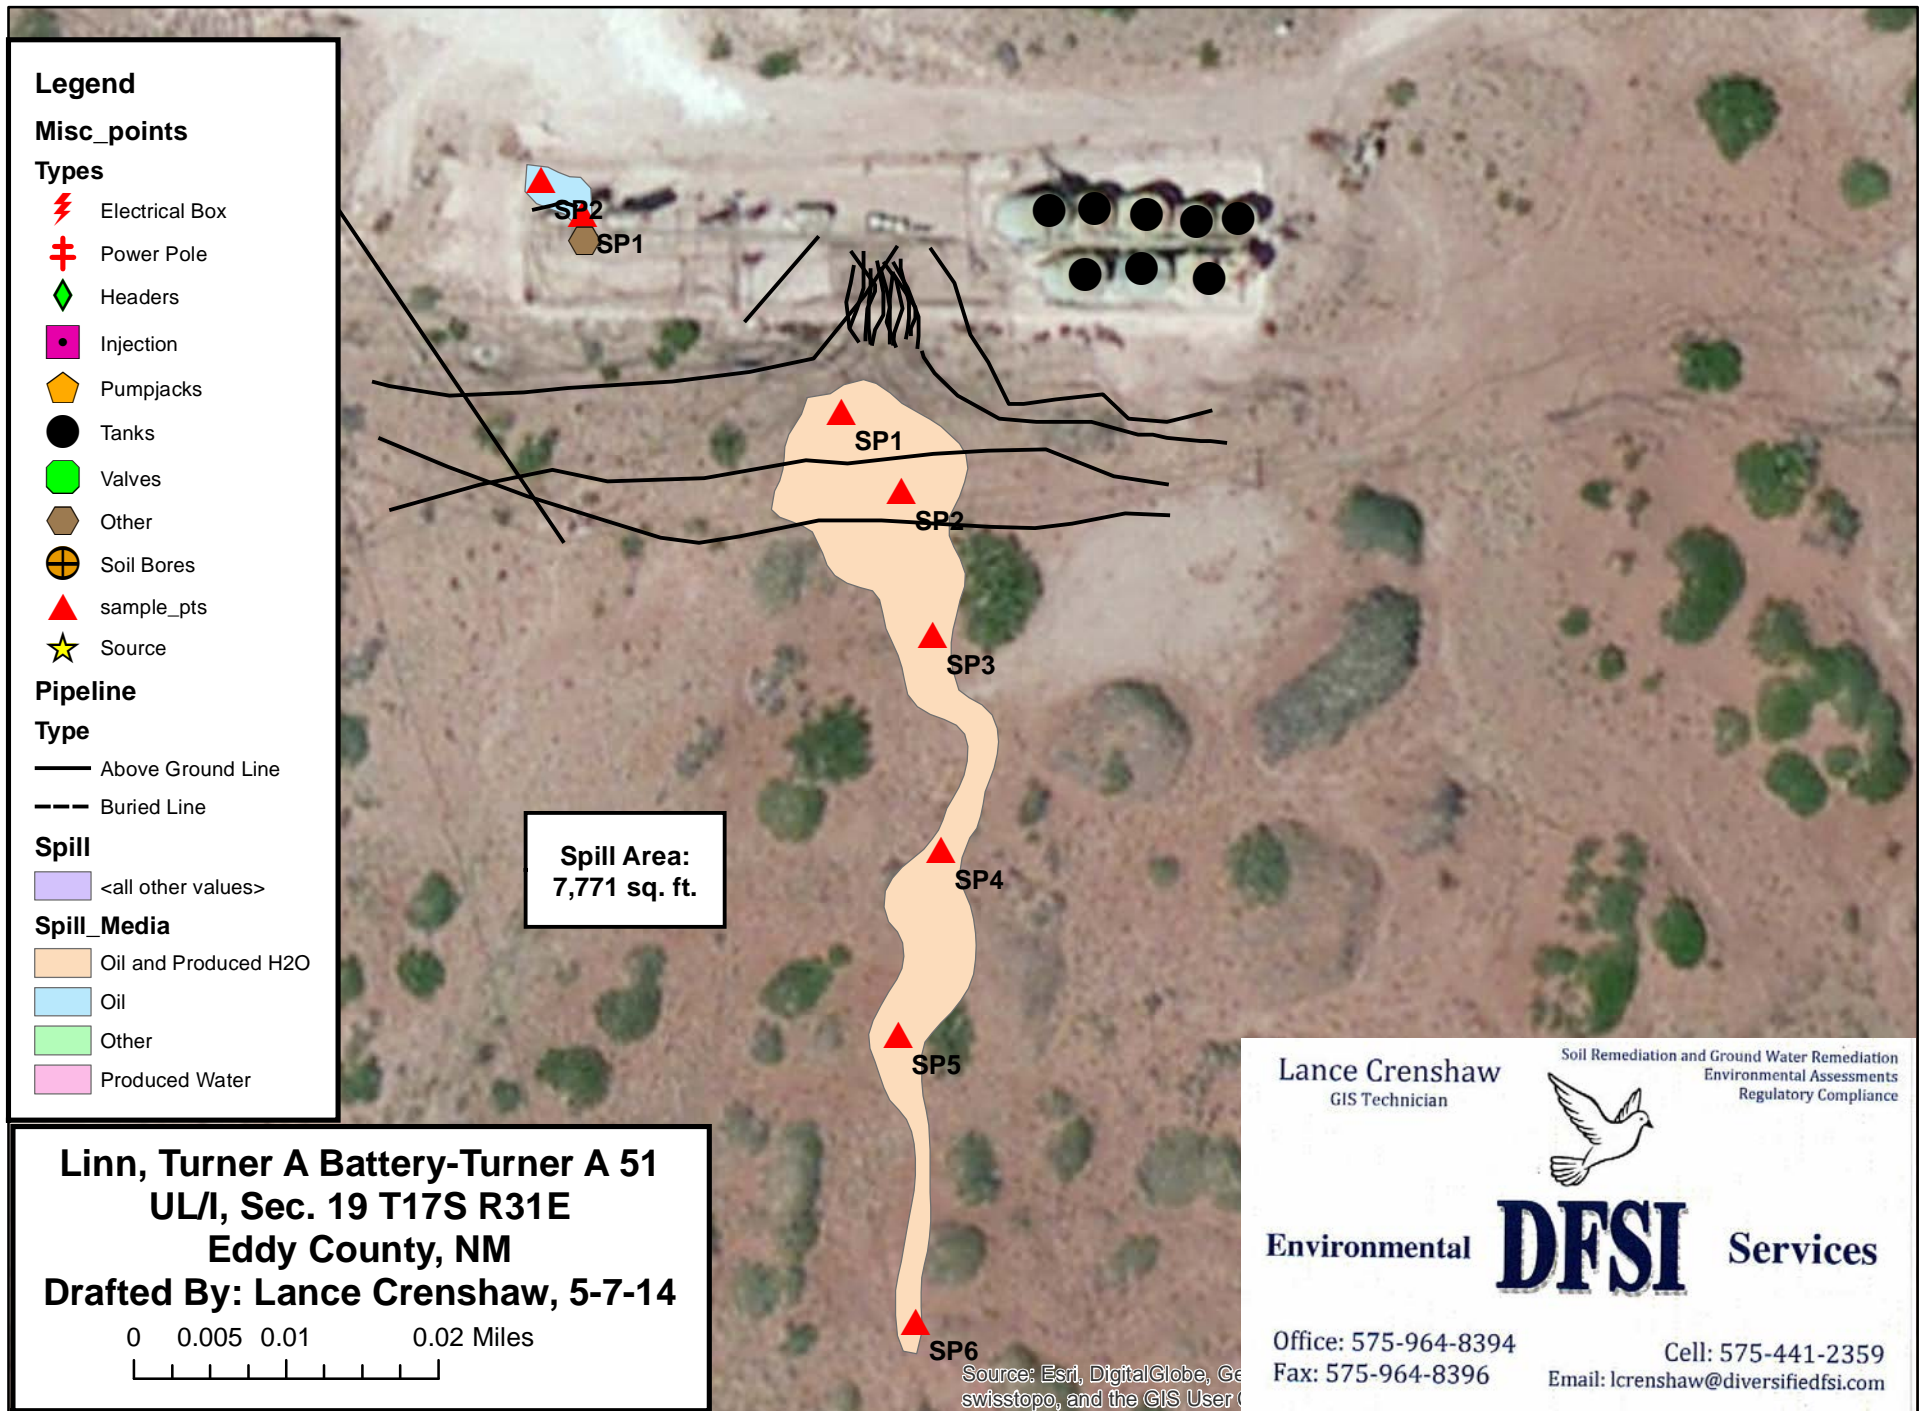 Legend
Misc_points
Types
Electrical Box
Power Pole
Headers
Injection
Pumpjacks
Tanks
Valves
Other
Soil Bores
sample_pts
Source
Pipeline
Type
Above Ground Line
Buried Line
Spill
<all other values>
Spill_Media
Oil and Produced H2O
Oil
Other
Produced Water
SP2
SP1
SP1
SP2
SP3
SP4
SP5
SP6
Spill Area:
7,771 sq. ft.
Linn, Turner A Battery-Turner A 51
UL/I, Sec. 19 T17S R31E
Eddy County, NM
Drafted By: Lance Crenshaw, 5-7-14
0 0.005 0.01 0.02 Miles
Source: Esri, DigitalGlobe, Ge
swisstopo, and the GIS User
Lance Crenshaw
GIS Technician
Soil Remediation and Ground Water Remediation
Environmental Assessments
Regulatory Compliance
Environmental DFSI Services
Office: 575-964-8394
Fax: 575-964-8396
Cell: 575-441-2359
Email: lcrenshaw@diversifiedfsi.com